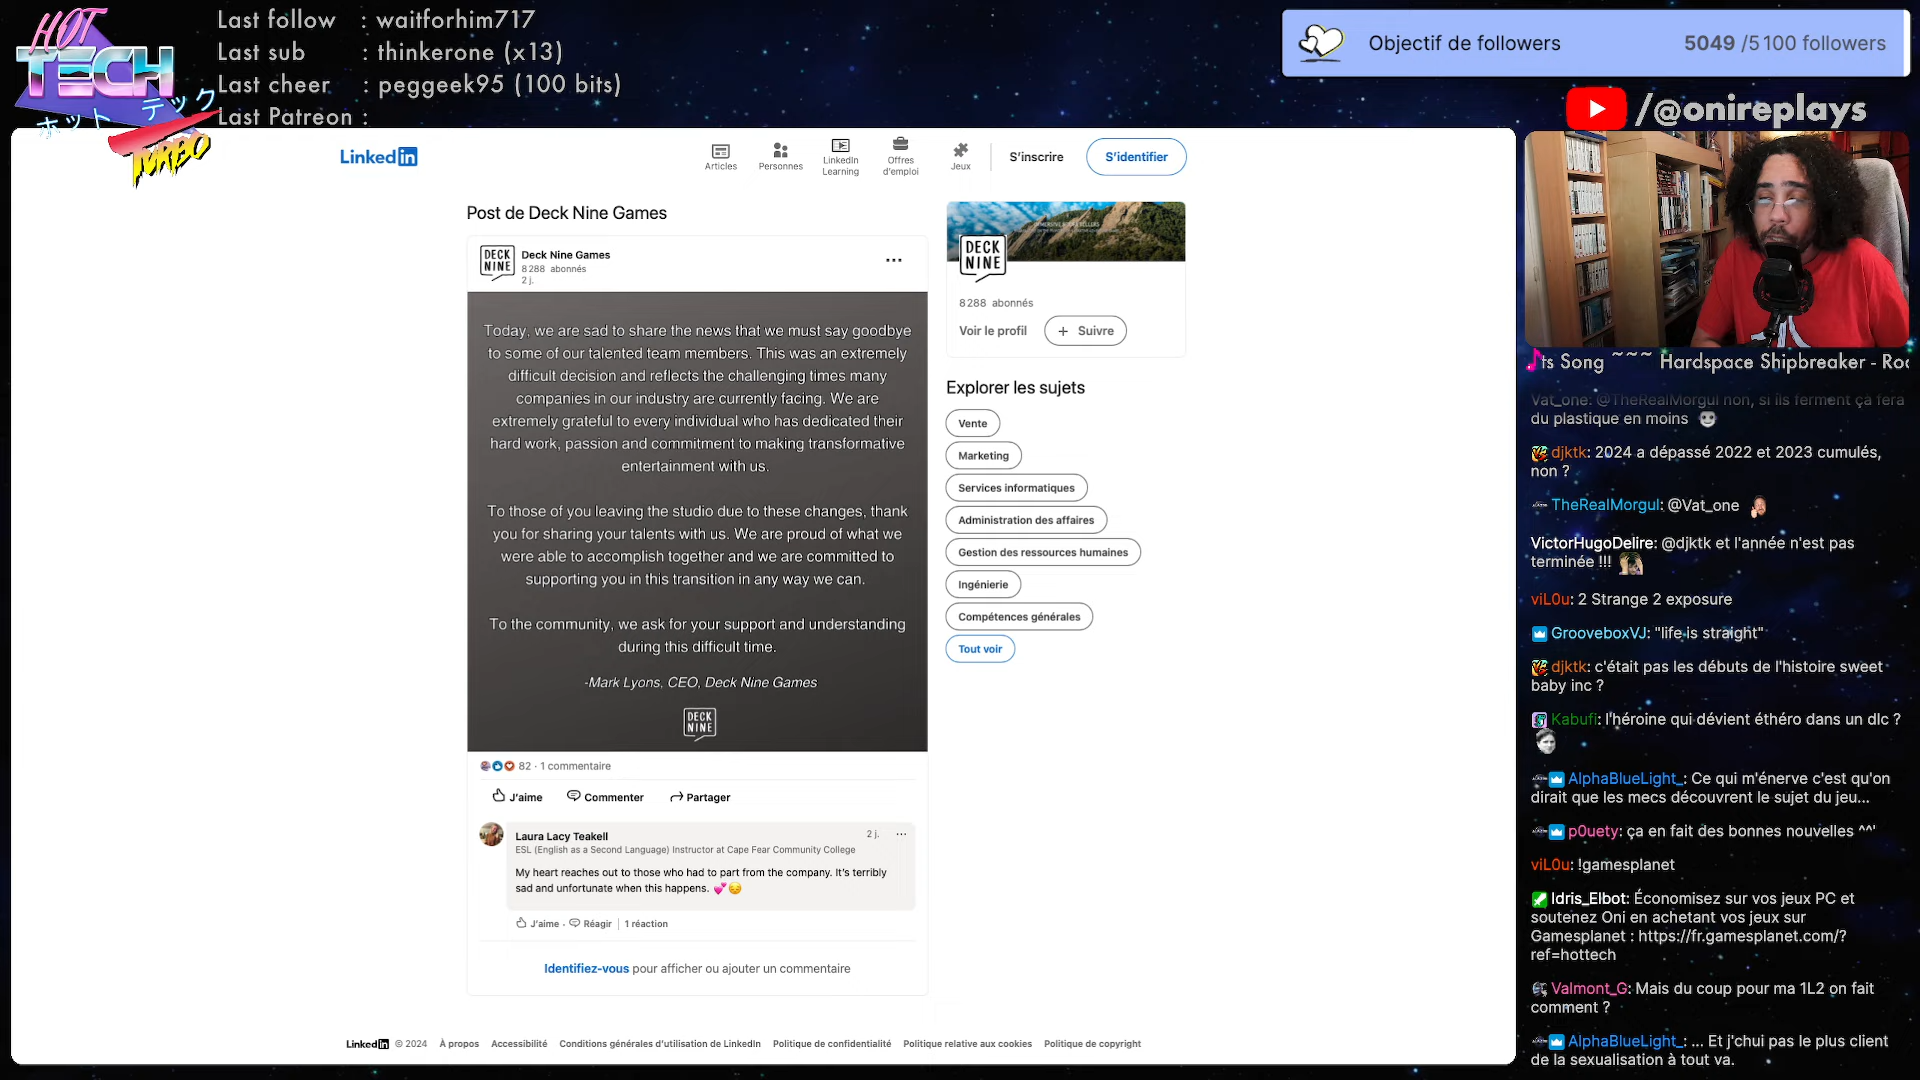 HOT
TECH
ホット テック
TURBO
Last follow : waitforhim717
Last sub : thinkerone (x13)
Last cheer : peggeek95 (100 bits)
Last Patreon :
Objectif de followers 5049 /5 100 followers
/@onireplays
LinkedIn
Articles
Personnes
LinkedIn Learning
Offres d'emploi
Jeux
S'inscrire
S'identifier
Post de Deck Nine Games
DECK NINE
Deck Nine Games
8 288 abonnés
2 j.
Today, we are sad to share the news that we must say goodbye
to some of our talented team members. This was an extremely
difficult decision and reflects the challenging times many
companies in our industry are currently facing. We are
extremely grateful to every individual who has dedicated their
hard work, passion and commitment to making transformative
entertainment with us.
To those of you leaving the studio due to these changes, thank
you for sharing your talents with us. We are proud of what we
were able to accomplish together and we are committed to
supporting you in this transition in any way we can.
To the community, we ask for your support and understanding
during this difficult time.
-Mark Lyons, CEO, Deck Nine Games
DECK NINE
82 · 1 commentaire
J'aime Commenter Partager
Laura Lacy Teakell 2 j.
ESL (English as a Second Language) Instructor at Cape Fear Community College
My heart reaches out to those who had to part from the company. It's terribly
sad and unfortunate when this happens. 💕😔
J'aime · Réagir | 1 réaction
Identifiez-vous pour afficher ou ajouter un commentaire
DECK NINE
8 288 abonnés
Voir le profil
+ Suivre
Explorer les sujets
Vente
Marketing
Services informatiques
Administration des affaires
Gestion des ressources humaines
Ingénierie
Compétences générales
Tout voir
LinkedIn © 2024 À propos Accessibilité Conditions générales d'utilisation de LinkedIn Politique de confidentialité Politique relative aux cookies Politique de copyright
ts Song ~~~ Hardspace Shipbreaker - Roc
Vat_one: @TheRealMorgul non, si ils ferment ça fera
du plastique en moins
djktk: 2024 a dépassé 2022 et 2023 cumulés,
non ?
TheRealMorgul: @Vat_one
VictorHugoDelire: @djktk et l'année n'est pas
terminée !!!
viL0u: 2 Strange 2 exposure
GrooveboxVJ: "life is straight"
djktk: c'était pas les débuts de l'histoire sweet
baby inc ?
Kabufi: l'héroine qui dévient éthéro dans un dlc ?
AlphaBlueLight_: Ce qui m'énerve c'est qu'on
dirait que les mecs découvrent le sujet du jeu...
p0uety: ça en fait des bonnes nouvelles ^^'
viL0u: !gamesplanet
Idris_Elbot: Économisez sur vos jeux PC et
soutenez Oni en achetant vos jeux sur
Gamesplanet : https://fr.gamesplanet.com/?
ref=hottech
Valmont_G: Mais du coup pour ma 1L2 on fait
comment ?
AlphaBlueLight_: ... Et j'chui pas le plus client
de la sexualisation à tout va.